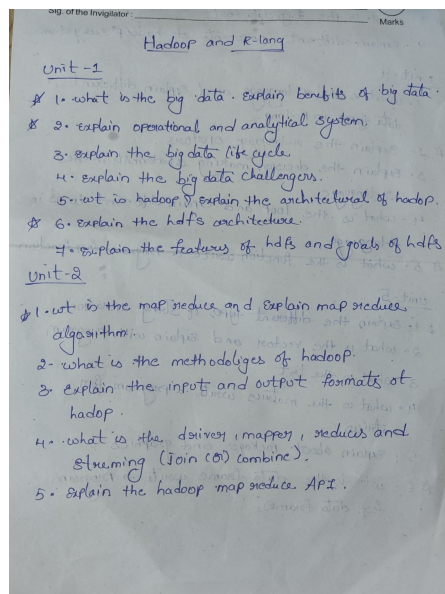 Sig. of the Invigilator :
Marks
Hadoop and R-lang
Unit -1
☆ 1. what is the big data. Explain benefits of big data.
☆ 2. Explain operational and analytical system.
3. explain the big data life cycle
4. explain the big data challengers.
5. wt is hadoop & explain the architectural of hadop.
☆ 6. Explain the hdfs architecture.
7. Explain the features of hdfs and goals of hdfs
Unit-2
☆ 1. wt is the map reduce and Explain map reduce
algarithm.
2- what is the methodoliges of hadoop.
3. explain the input and output formats of
hadop.
4. what is the driver, mapper, reduces and
streming (join (or) combine).
5. explain the hadoop map reduce API.